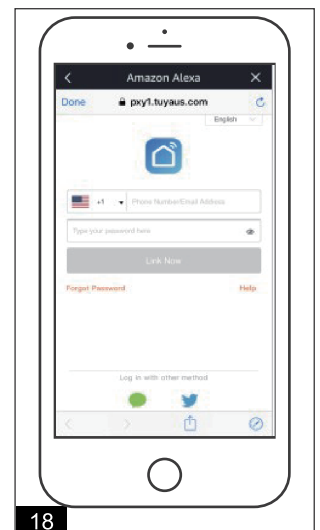 Amazon Alexa
Done pxy1.tuyaus.com
English
+1 Phone Number/Email Address
Type your password here
Link Now
Forgot Password Help
Log in with other method
18